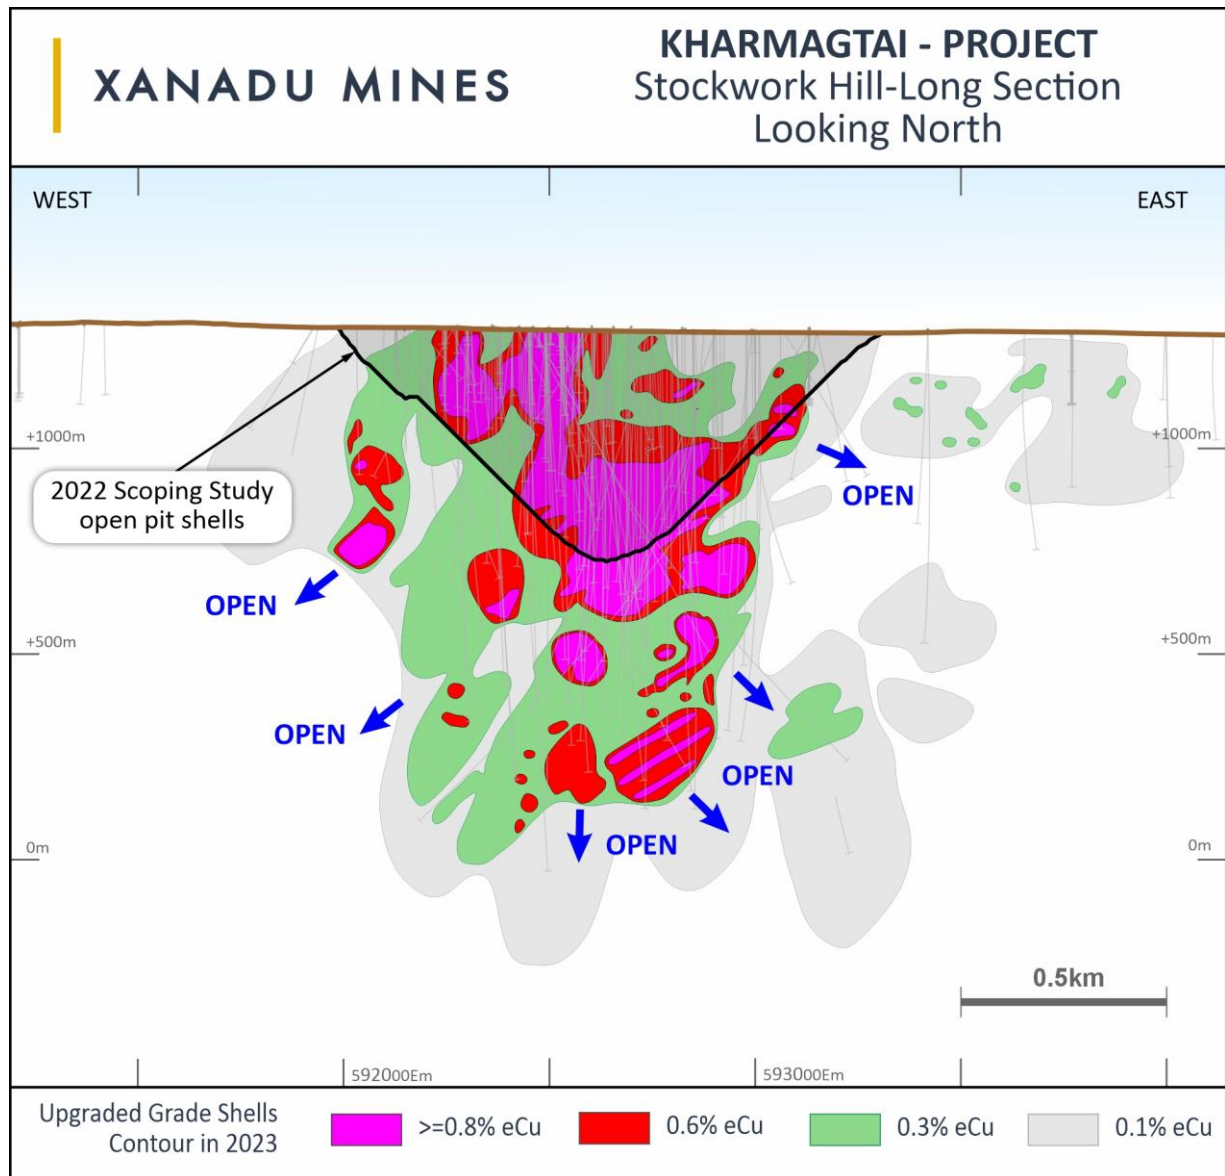 XANADU MINES
KHARMAGTAI - PROJECT
Stockwork Hill-Long Section
Looking North
WEST
EAST
+1000m
+1000m
2022 Scoping Study
open pit shells
OPEN
OPEN
+500m
+500m
OPEN
OPEN
OPEN
0m
0m
0.5km
592000Em
593000Em
Upgraded Grade Shells
Contour in 2023
>=0.8% eCu
0.6% eCu
0.3% eCu
0.1% eCu